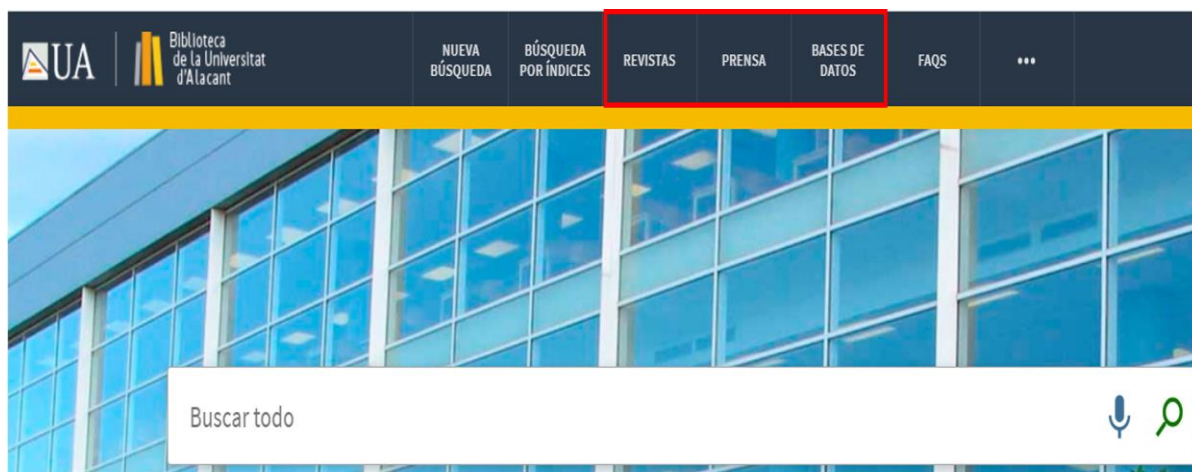 UA
Biblioteca
de la Universitat
d'Alacant
NUEVA
BÚSQUEDA
BÚSQUEDA
POR ÍNDICES
REVISTAS
PRENSA
BASES DE
DATOS
FAQS
•••
Buscar todo